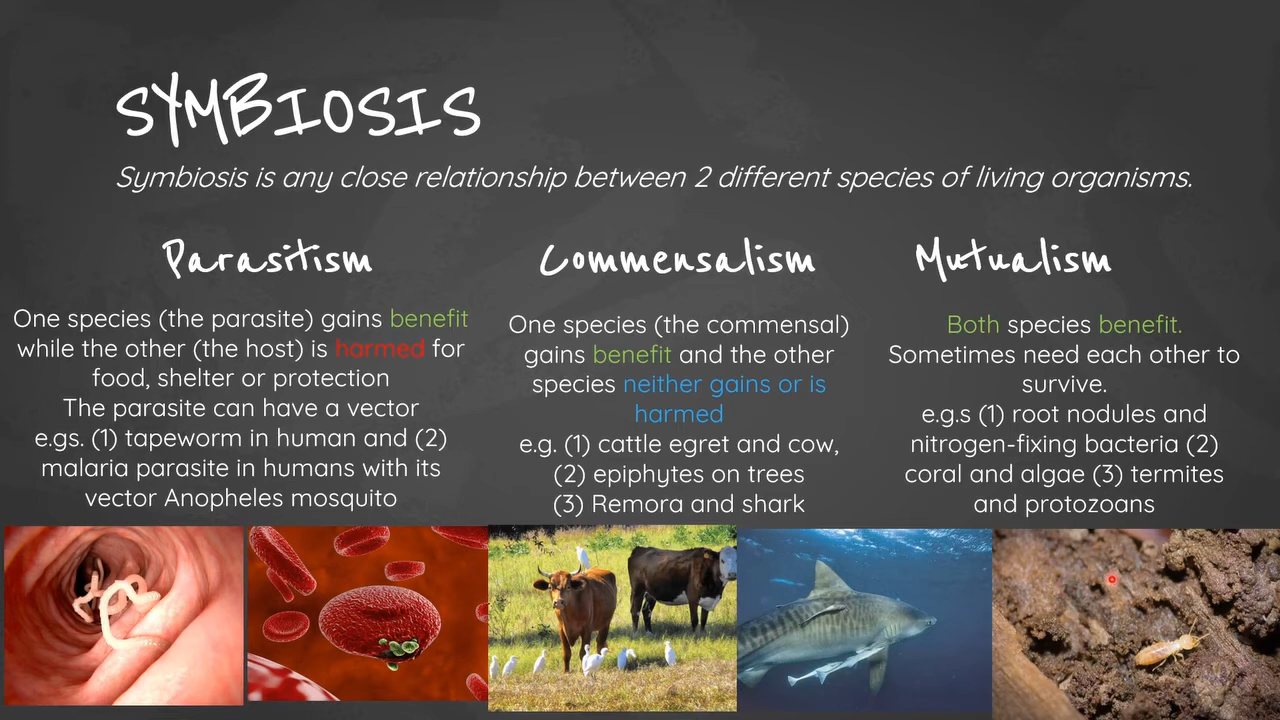 SYMBIOSIS
Symbiosis is any close relationship between 2 different species of living organisms.
Parasitism
One species (the parasite) gains benefit
while the other (the host) is harmed for
food, shelter or protection
The parasite can have a vector
e.gs. (1) tapeworm in human and (2)
malaria parasite in humans with its
vector Anopheles mosquito
Commensalism
One species (the commensal)
gains benefit and the other
species neither gains or is
harmed
e.g. (1) cattle egret and cow,
(2) epiphytes on trees
(3) Remora and shark
Mutualism
Both species benefit.
Sometimes need each other to
survive.
e.g.s (1) root nodules and
nitrogen-fixing bacteria (2)
coral and algae (3) termites
and protozoans